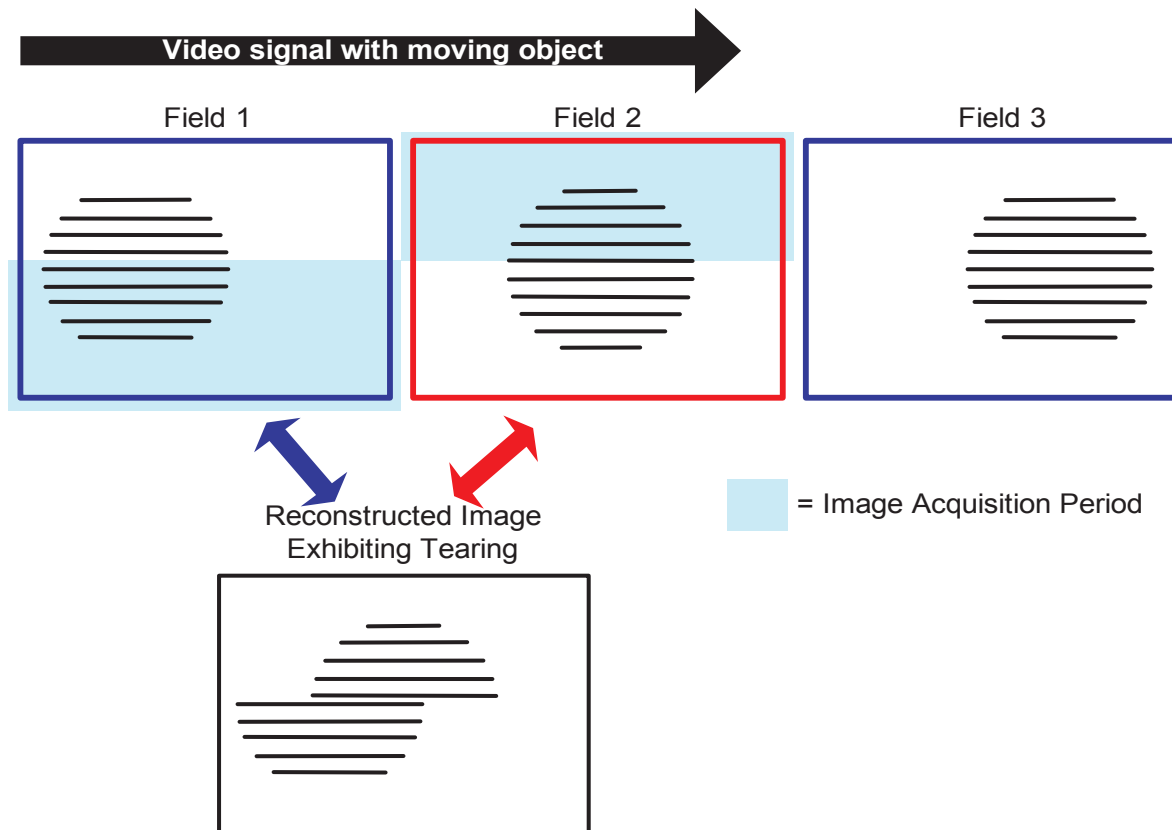 Video signal with moving object
Field 1
Field 2
Field 3
= Image Acquisition Period
Reconstructed Image
Exhibiting Tearing